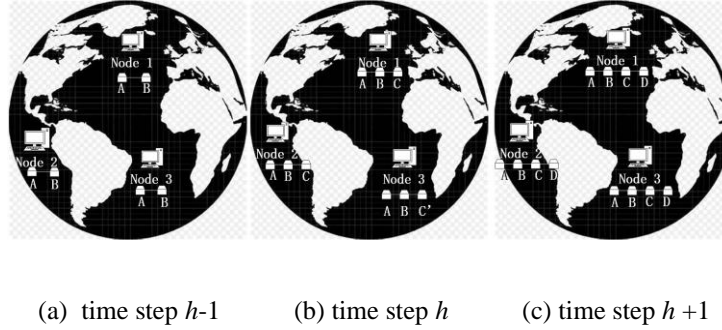 Node 1
A B
Node 2
A B
Node 3
A B
Node 1
A B C
Node 2
A B C
Node 3
A B C'
Node 1
A B C D
Node 2
A B C D
Node 3
A B C D
(a) time step h-1
(b) time step h
(c) time step h +1